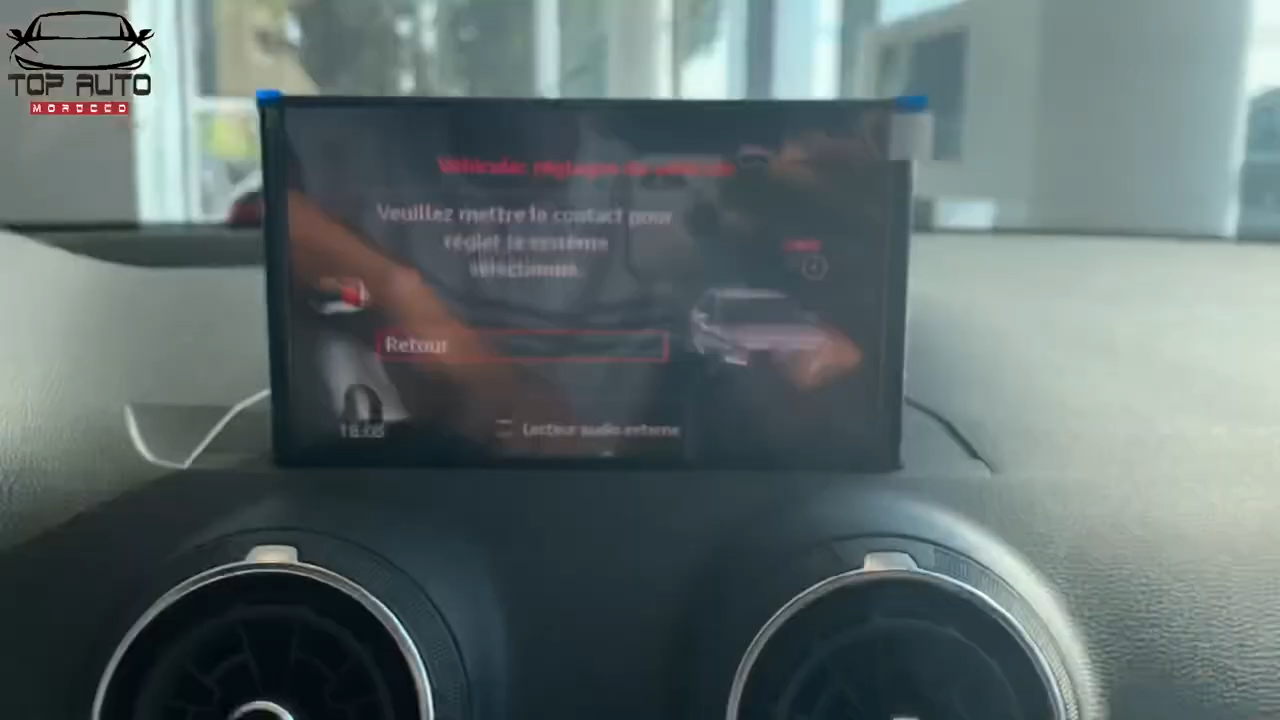 TOP AUTO
MOROCCO
Véhicule: réglages du véhicule
Veuillez mettre le contact pour
régler le système
sélectionné.
Retour
18:08
Lecteur audio externe